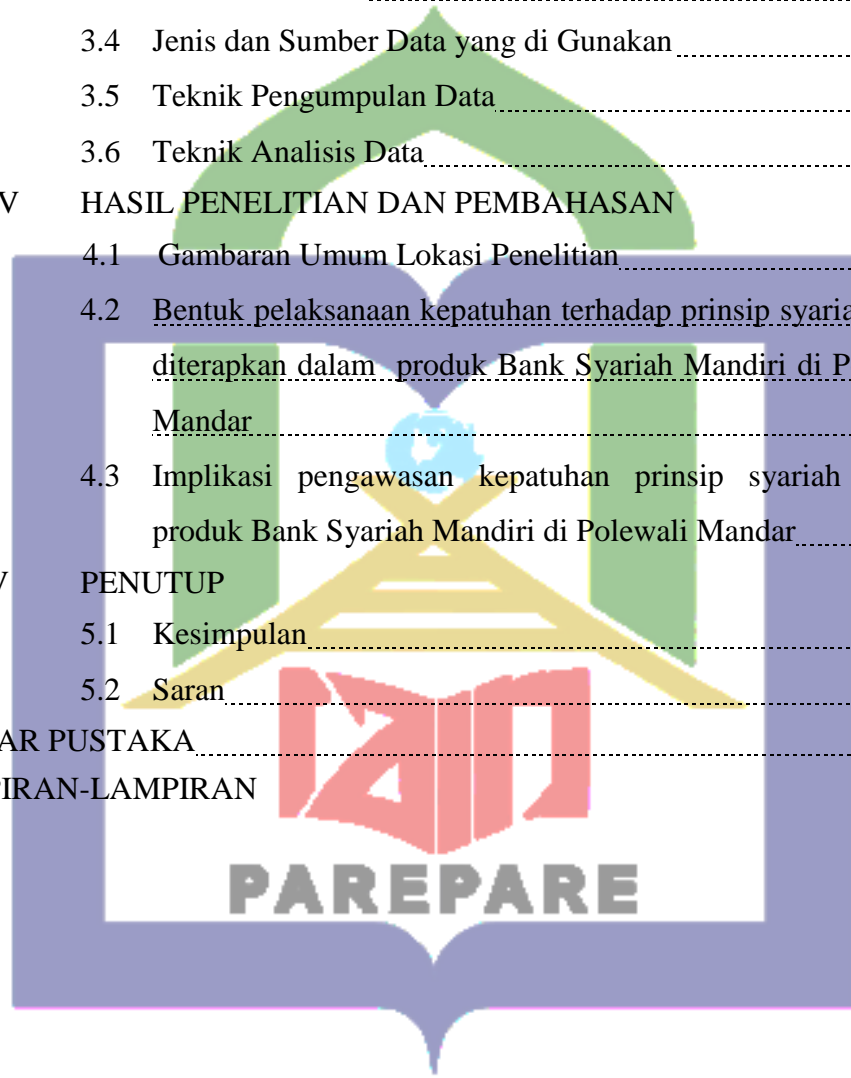 3.4 Jenis dan Sumber Data yang di Gunakan
3.5 Teknik Pengumpulan Data
3.6 Teknik Analisis Data
V HASIL PENELITIAN DAN PEMBAHASAN
4.1 Gambaran Umum Lokasi Penelitian
4.2 Bentuk pelaksanaan kepatuhan terhadap prinsip syaria
diterapkan dalam produk Bank Syariah Mandiri di P
Mandar
4.3 Implikasi pengawasan kepatuhan prinsip syariah
produk Bank Syariah Mandiri di Polewali Mandar
V PENUTUP
5.1 Kesimpulan
5.2 Saran
AR PUSTAKA
PIRAN-LAMPIRAN
iain
PAREPARE